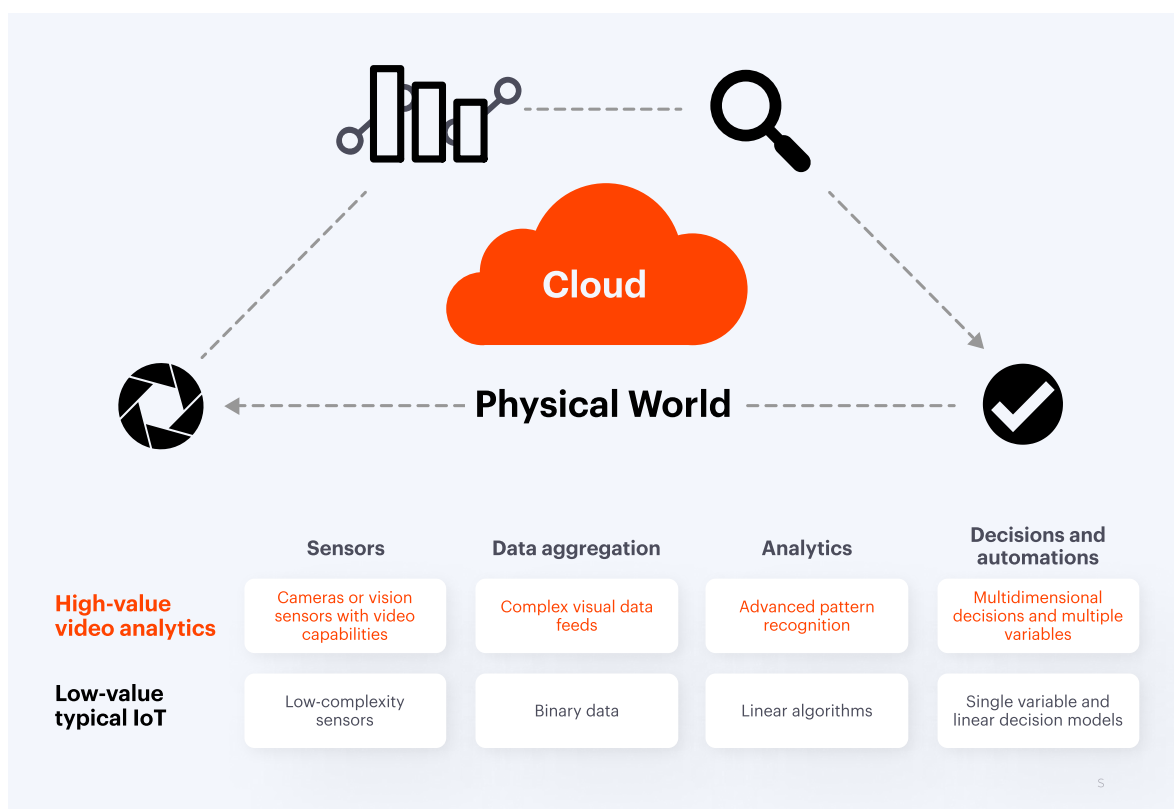 Cloud
Physical World
Sensors
Data aggregation
Analytics
Decisions and
automations
High-value
video analytics
Cameras or vision
sensors with video
capabilities
Complex visual data
feeds
Advanced pattern
recognition
Multidimensional
decisions and multiple
variables
Low-value
typical IoT
Low-complexity
sensors
Binary data
Linear algorithms
Single variable and
linear decision models
S